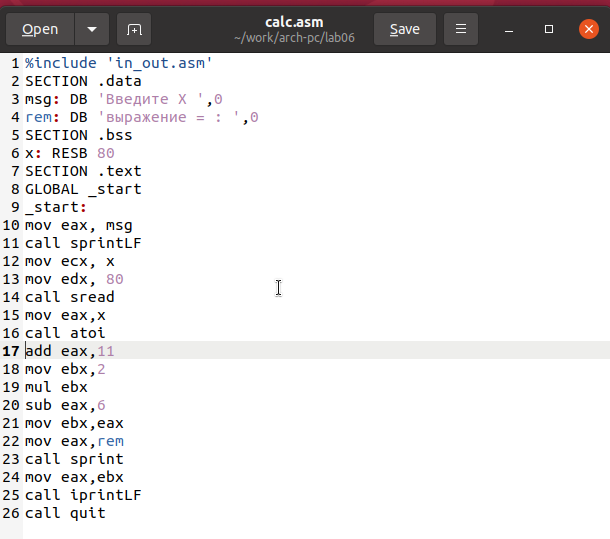 Open
calc.asm
~/work/arch-pc/lab06
Save
1 %include 'in_out.asm'
2 SECTION .data
3 msg: DB 'Введите X ',0
4 rem: DB 'выражение = : ',0
5 SECTION .bss
6 x: RESB 80
7 SECTION .text
8 GLOBAL _start
9 _start:
10 mov eax, msg
11 call sprintLF
12 mov ecx, x
13 mov edx, 80
14 call sread
15 mov eax,x
16 call atoi
17 add eax,11
18 mov ebx,2
19 mul ebx
20 sub eax,6
21 mov ebx,eax
22 mov eax,rem
23 call sprint
24 mov eax,ebx
25 call iprintLF
26 call quit